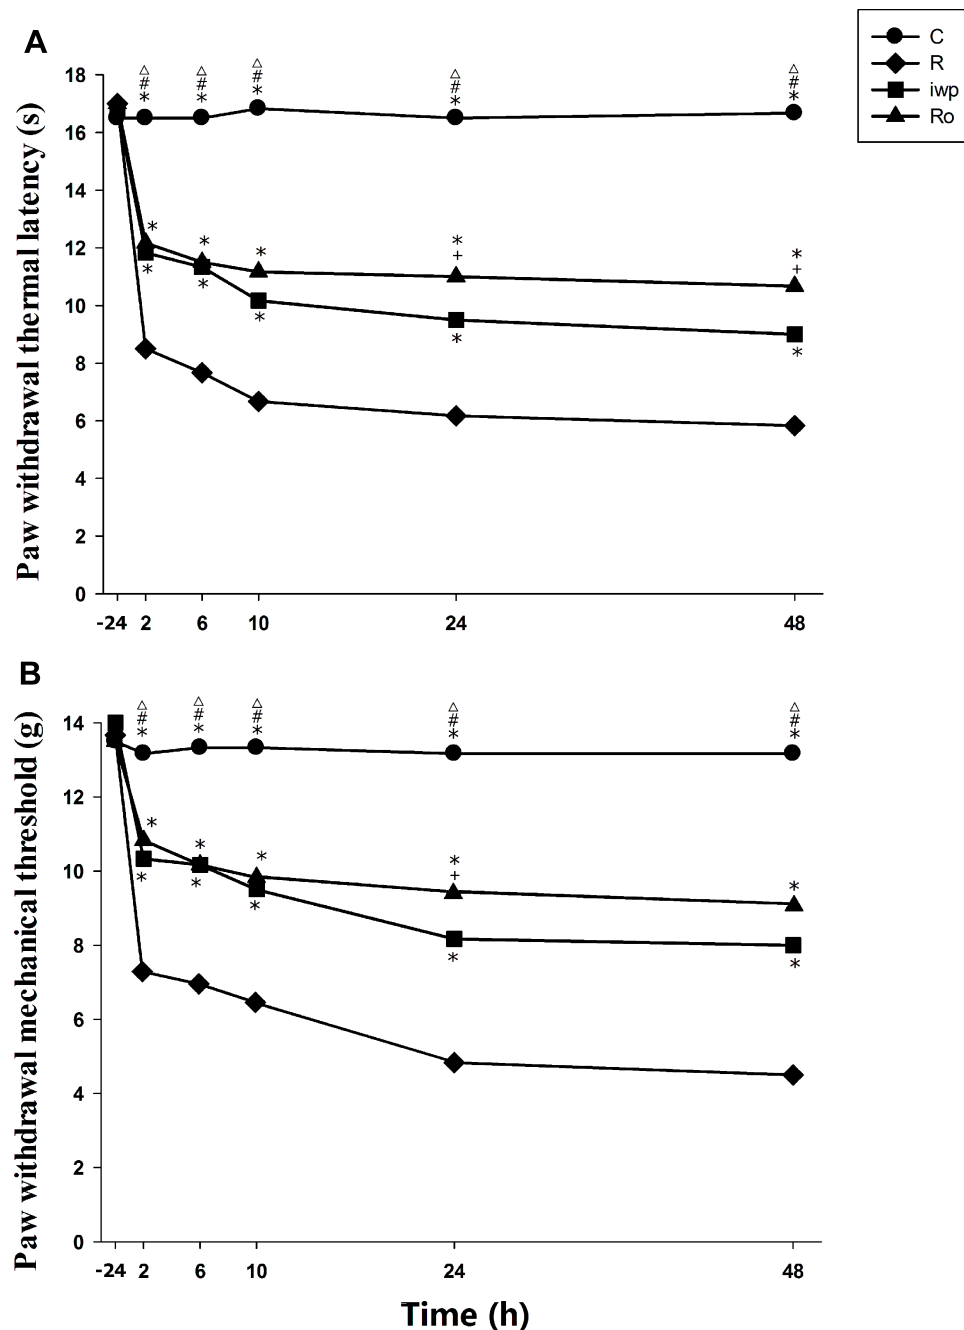 A
C
R
iwp
Ro
Paw withdrawal thermal latency (s)
18
16
14
12
10
8
6
4
2
0
△ △ △ △ △
# # # # #
* * * * *
* * * * *
+ +
* * * * *
-24 2 6 10 24 48
B
Paw withdrawal mechanical threshold (g)
14
12
10
8
6
4
2
0
△ △ △ △ △
# # # # #
* * * * *
* * * * *
+
* * * * *
-24 2 6 10 24 48
Time (h)